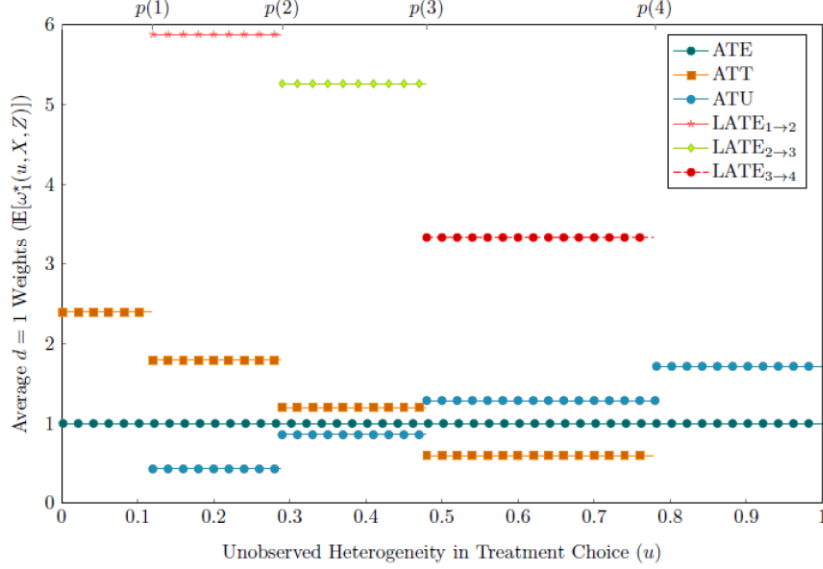 p(1) p(2) p(3) p(4)
6
5
4
3
2
1
0
Average d = 1 Weights (𝔼[ω₁⋆(u, X, Z)])
ATE
ATT
ATU
LATE₁→₂
LATE₂→₃
LATE₃→₄
0 0.1 0.2 0.3 0.4 0.5 0.6 0.7 0.8 0.9 1
Unobserved Heterogeneity in Treatment Choice (u)